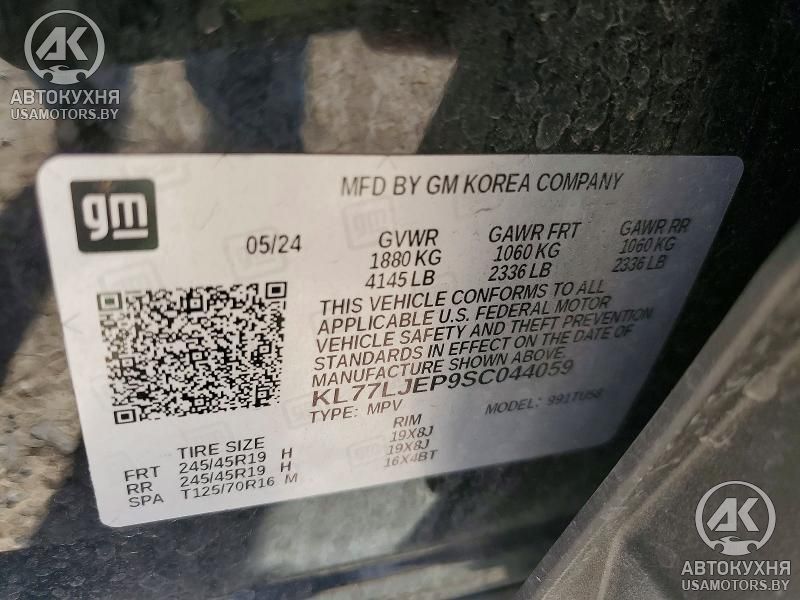 АК
АВТОКУХНЯ
USAMOTORS.BY
gm
MFD BY GM KOREA COMPANY
05/24
GVWR GAWR FRT GAWR RR
1880 KG 1060 KG 1060 KG
4145 LB 2336 LB 2336 LB
THIS VEHICLE CONFORMS TO ALL
APPLICABLE U.S. FEDERAL MOTOR
VEHICLE SAFETY AND THEFT PREVENTION
STANDARDS IN EFFECT ON THE DATE OF
MANUFACTURE SHOWN ABOVE.
KL77LJEP9SC044059
TYPE: MPV MODEL: 991TU58
TIRE SIZE RIM
FRT 245/45R19 H 19X8J
RR 245/45R19 H 19X8J
SPA T125/70R16 M 16X4BT
АК
АВТОКУХНЯ
USAMOTORS.BY